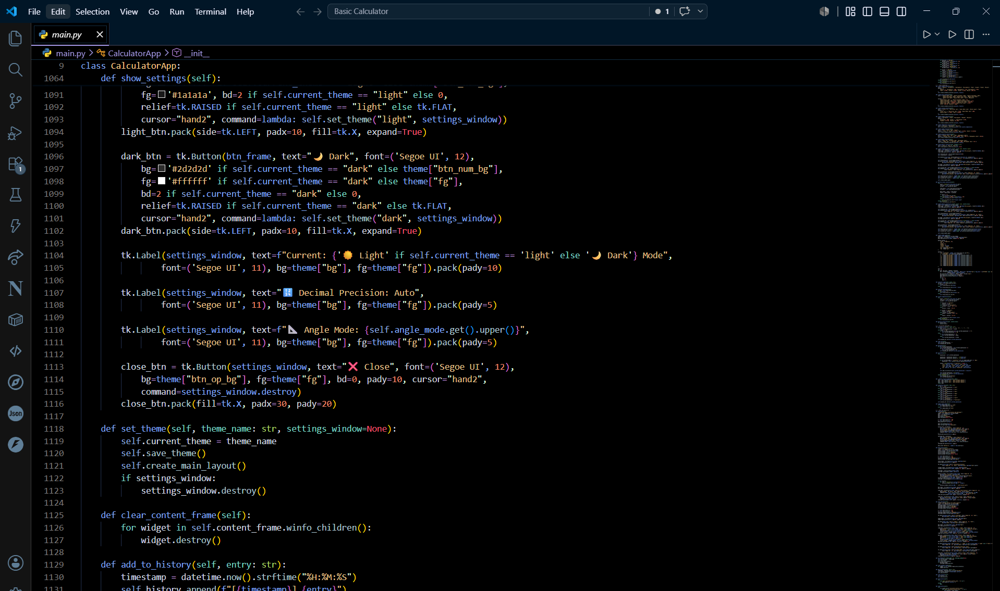 File Edit Selection View Go Run Terminal Help
Basic Calculator
1
main.py
main.py > CalculatorApp > __init__
9 class CalculatorApp:
1064 def show_settings(self):
1091 fg='#1a1a1a', bd=2 if self.current_theme == "light" else 0,
1092 relief=tk.RAISED if self.current_theme == "light" else tk.FLAT,
1093 cursor="hand2", command=lambda: self.set_theme("light", settings_window))
1094 light_btn.pack(side=tk.LEFT, padx=10, fill=tk.X, expand=True)
1095
1096 dark_btn = tk.Button(btn_frame, text="🌙 Dark", font=('Segoe UI', 12),
1097 bg='#2d2d2d' if self.current_theme == "dark" else theme["btn_num_bg"],
1098 fg='#ffffff' if self.current_theme == "dark" else theme["fg"],
1099 bd=2 if self.current_theme == "dark" else 0,
1100 relief=tk.RAISED if self.current_theme == "dark" else tk.FLAT,
1101 cursor="hand2", command=lambda: self.set_theme("dark", settings_window))
1102 dark_btn.pack(side=tk.LEFT, padx=10, fill=tk.X, expand=True)
1103
1104 tk.Label(settings_window, text=f"Current: {'🌞 Light' if self.current_theme == 'light' else '🌙 Dark'} Mode",
1105 font=('Segoe UI', 11), bg=theme["bg"], fg=theme["fg"]).pack(pady=10)
1106
1107 tk.Label(settings_window, text="🔢 Decimal Precision: Auto",
1108 font=('Segoe UI', 11), bg=theme["bg"], fg=theme["fg"]).pack(pady=5)
1109
1110 tk.Label(settings_window, text=f"📐 Angle Mode: {self.angle_mode.get().upper()}",
1111 font=('Segoe UI', 11), bg=theme["bg"], fg=theme["fg"]).pack(pady=5)
1112
1113 close_btn = tk.Button(settings_window, text="❌ Close", font=('Segoe UI', 12),
1114 bg=theme["btn_op_bg"], fg=theme["fg"], bd=0, pady=10, cursor="hand2",
1115 command=settings_window.destroy)
1116 close_btn.pack(fill=tk.X, padx=30, pady=20)
1117
1118 def set_theme(self, theme_name: str, settings_window=None):
1119 self.current_theme = theme_name
1120 self.save_theme()
1121 self.create_main_layout()
1122 if settings_window:
1123 settings_window.destroy()
1124
1125 def clear_content_frame(self):
1126 for widget in self.content_frame.winfo_children():
1127 widget.destroy()
1128
1129 def add_to_history(self, entry: str):
1130 timestamp = datetime.now().strftime("%H:%M:%S")
1131 self.history.append(f"[{timestamp}] {entry}")
1
N
Json